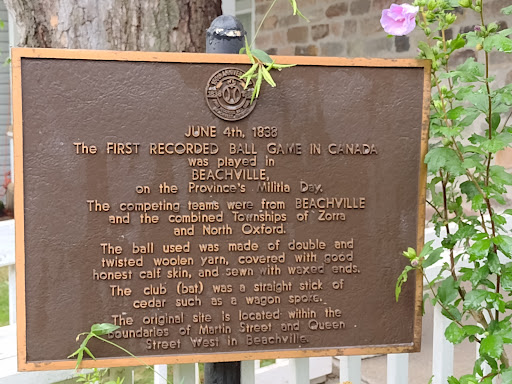 JUNE 4th, 1838
The FIRST RECORDED BALL GAME IN CANADA
was played in
BEACHVILLE,
on the Province's Militia Day.
The competing teams were from BEACHVILLE
and the combined Townships of Zorra
and North Oxford.
The ball used was made of double and
twisted woolen yarn, covered with good
honest calf skin, and sewn with waxed ends.
The club (bat) was a straight stick of
cedar such as a wagon spoke.
The original site is located within the
boundaries of Martin Street and Queen
Street West in Beachville.